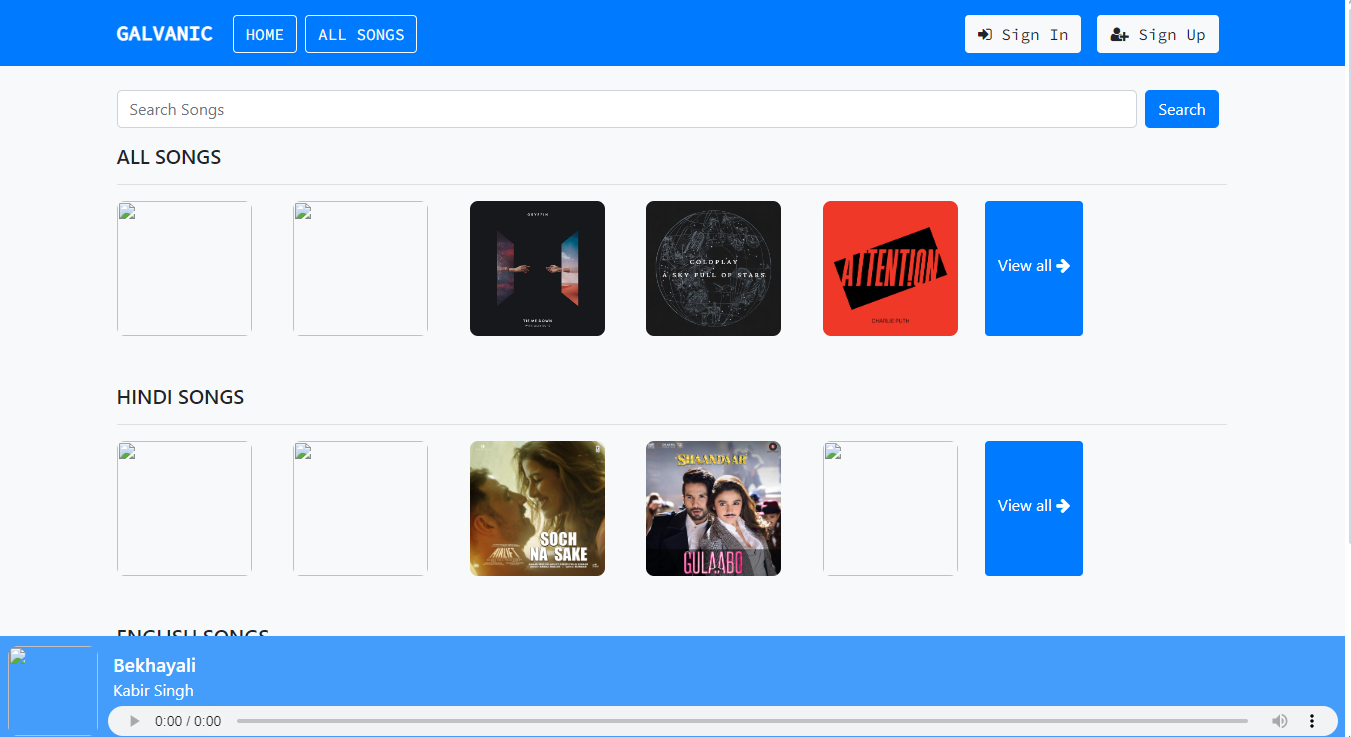 GALVANIC HOME ALL SONGS Sign In Sign Up
Search Songs Search
ALL SONGS
GRYFFIN
COLDPLAY
A SKY FULL OF STARS
ATTENTION
TIE ME DOWN
CHARLIE PUTH
View all
HINDI SONGS
SHAANDAAR
SOCH
NA SAKE
AIRLIFT
GULAABO
View all
ENGLISH SONGS
Bekhayali
Kabir Singh
0:00 / 0:00